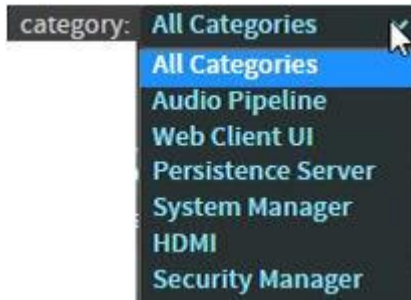 category: All Categories
All Categories
Audio Pipeline
Web Client UI
Persistence Server
System Manager
HDMI
Security Manager